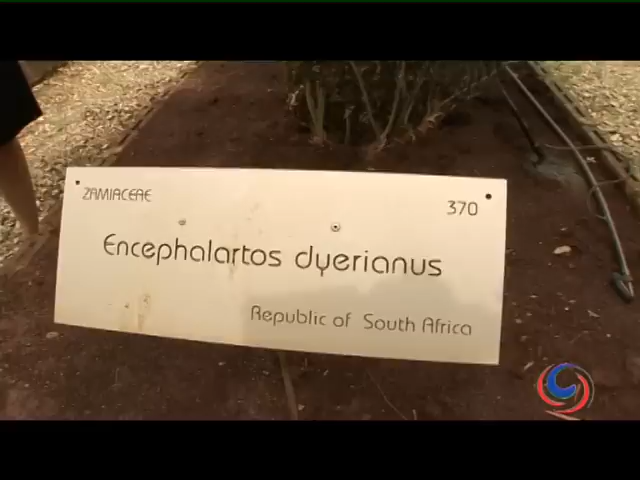 ZAMIACEAE
370
Encephalartos dyerianus
Republic of South Africa